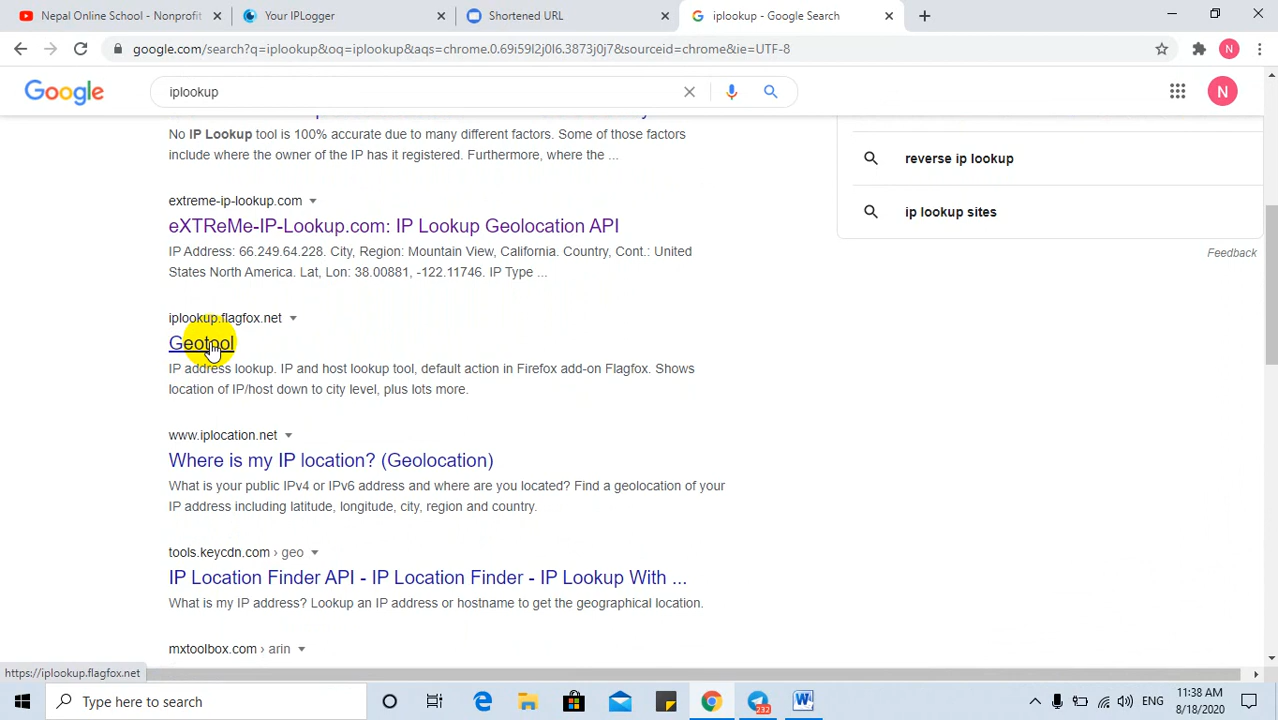 Nepal Online School - Nonprofit
Your IPLogger
Shortened URL
iplookup - Google Search
google.com/search?q=iplookup&oq=iplookup&aqs=chrome.0.69i59l2j0l6.3873j0j7&sourceid=chrome&ie=UTF-8
N
Google
iplookup
N
No IP Lookup tool is 100% accurate due to many different factors. Some of those factors
include where the owner of the IP has it registered. Furthermore, where the ...
reverse ip lookup
ip lookup sites
Feedback
extreme-ip-lookup.com
eXTReMe-IP-Lookup.com: IP Lookup Geolocation API
IP Address: 66.249.64.228. City, Region: Mountain View, California. Country, Cont.: United
States North America. Lat, Lon: 38.00881, -122.11746. IP Type ...
iplookup.flagfox.net
Geotool
IP address lookup. IP and host lookup tool, default action in Firefox add-on Flagfox. Shows
location of IP/host down to city level, plus lots more.
www.iplocation.net
Where is my IP location? (Geolocation)
What is your public IPv4 or IPv6 address and where are you located? Find a geolocation of your
IP address including latitude, longitude, city, region and country.
tools.keycdn.com › geo
IP Location Finder API - IP Location Finder - IP Lookup With ...
What is my IP address? Lookup an IP address or hostname to get the geographical location.
mxtoolbox.com › arin
https://iplookup.flagfox.net
Type here to search
232
ENG
11:38 AM
8/18/2020